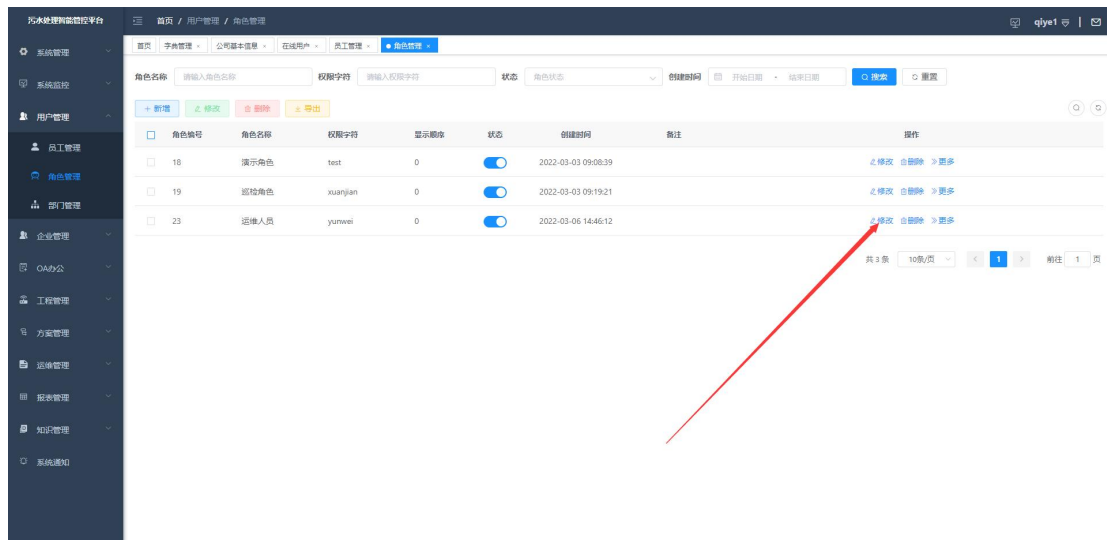 污水处理智能管控平台
首页 / 用户管理 / 角色管理
qiye1
首页 字典管理 × 公司基本信息 × 在线用户 × 员工管理 × 角色管理 ×
系统管理
系统监控
用户管理
员工管理
角色管理
部门管理
企业管理
OA办公
工程管理
方案管理
运维管理
报表管理
知识管理
系统通知
角色名称 请输入角色名称 权限字符 请输入权限字符 状态 角色状态 创建时间 开始日期 - 结束日期 搜索 重置
+ 新增 修改 删除 导出
角色编号 角色名称 权限字符 显示顺序 状态 创建时间 备注 操作
18 演示角色 test 0 2022-03-03 09:08:39 修改 删除 更多
19 巡检角色 xuanjian 0 2022-03-03 09:19:21 修改 删除 更多
23 运维人员 yunwei 0 2022-03-06 14:46:12 修改 删除 更多
共 3 条 10条/页 < 1 > 前往 1 页